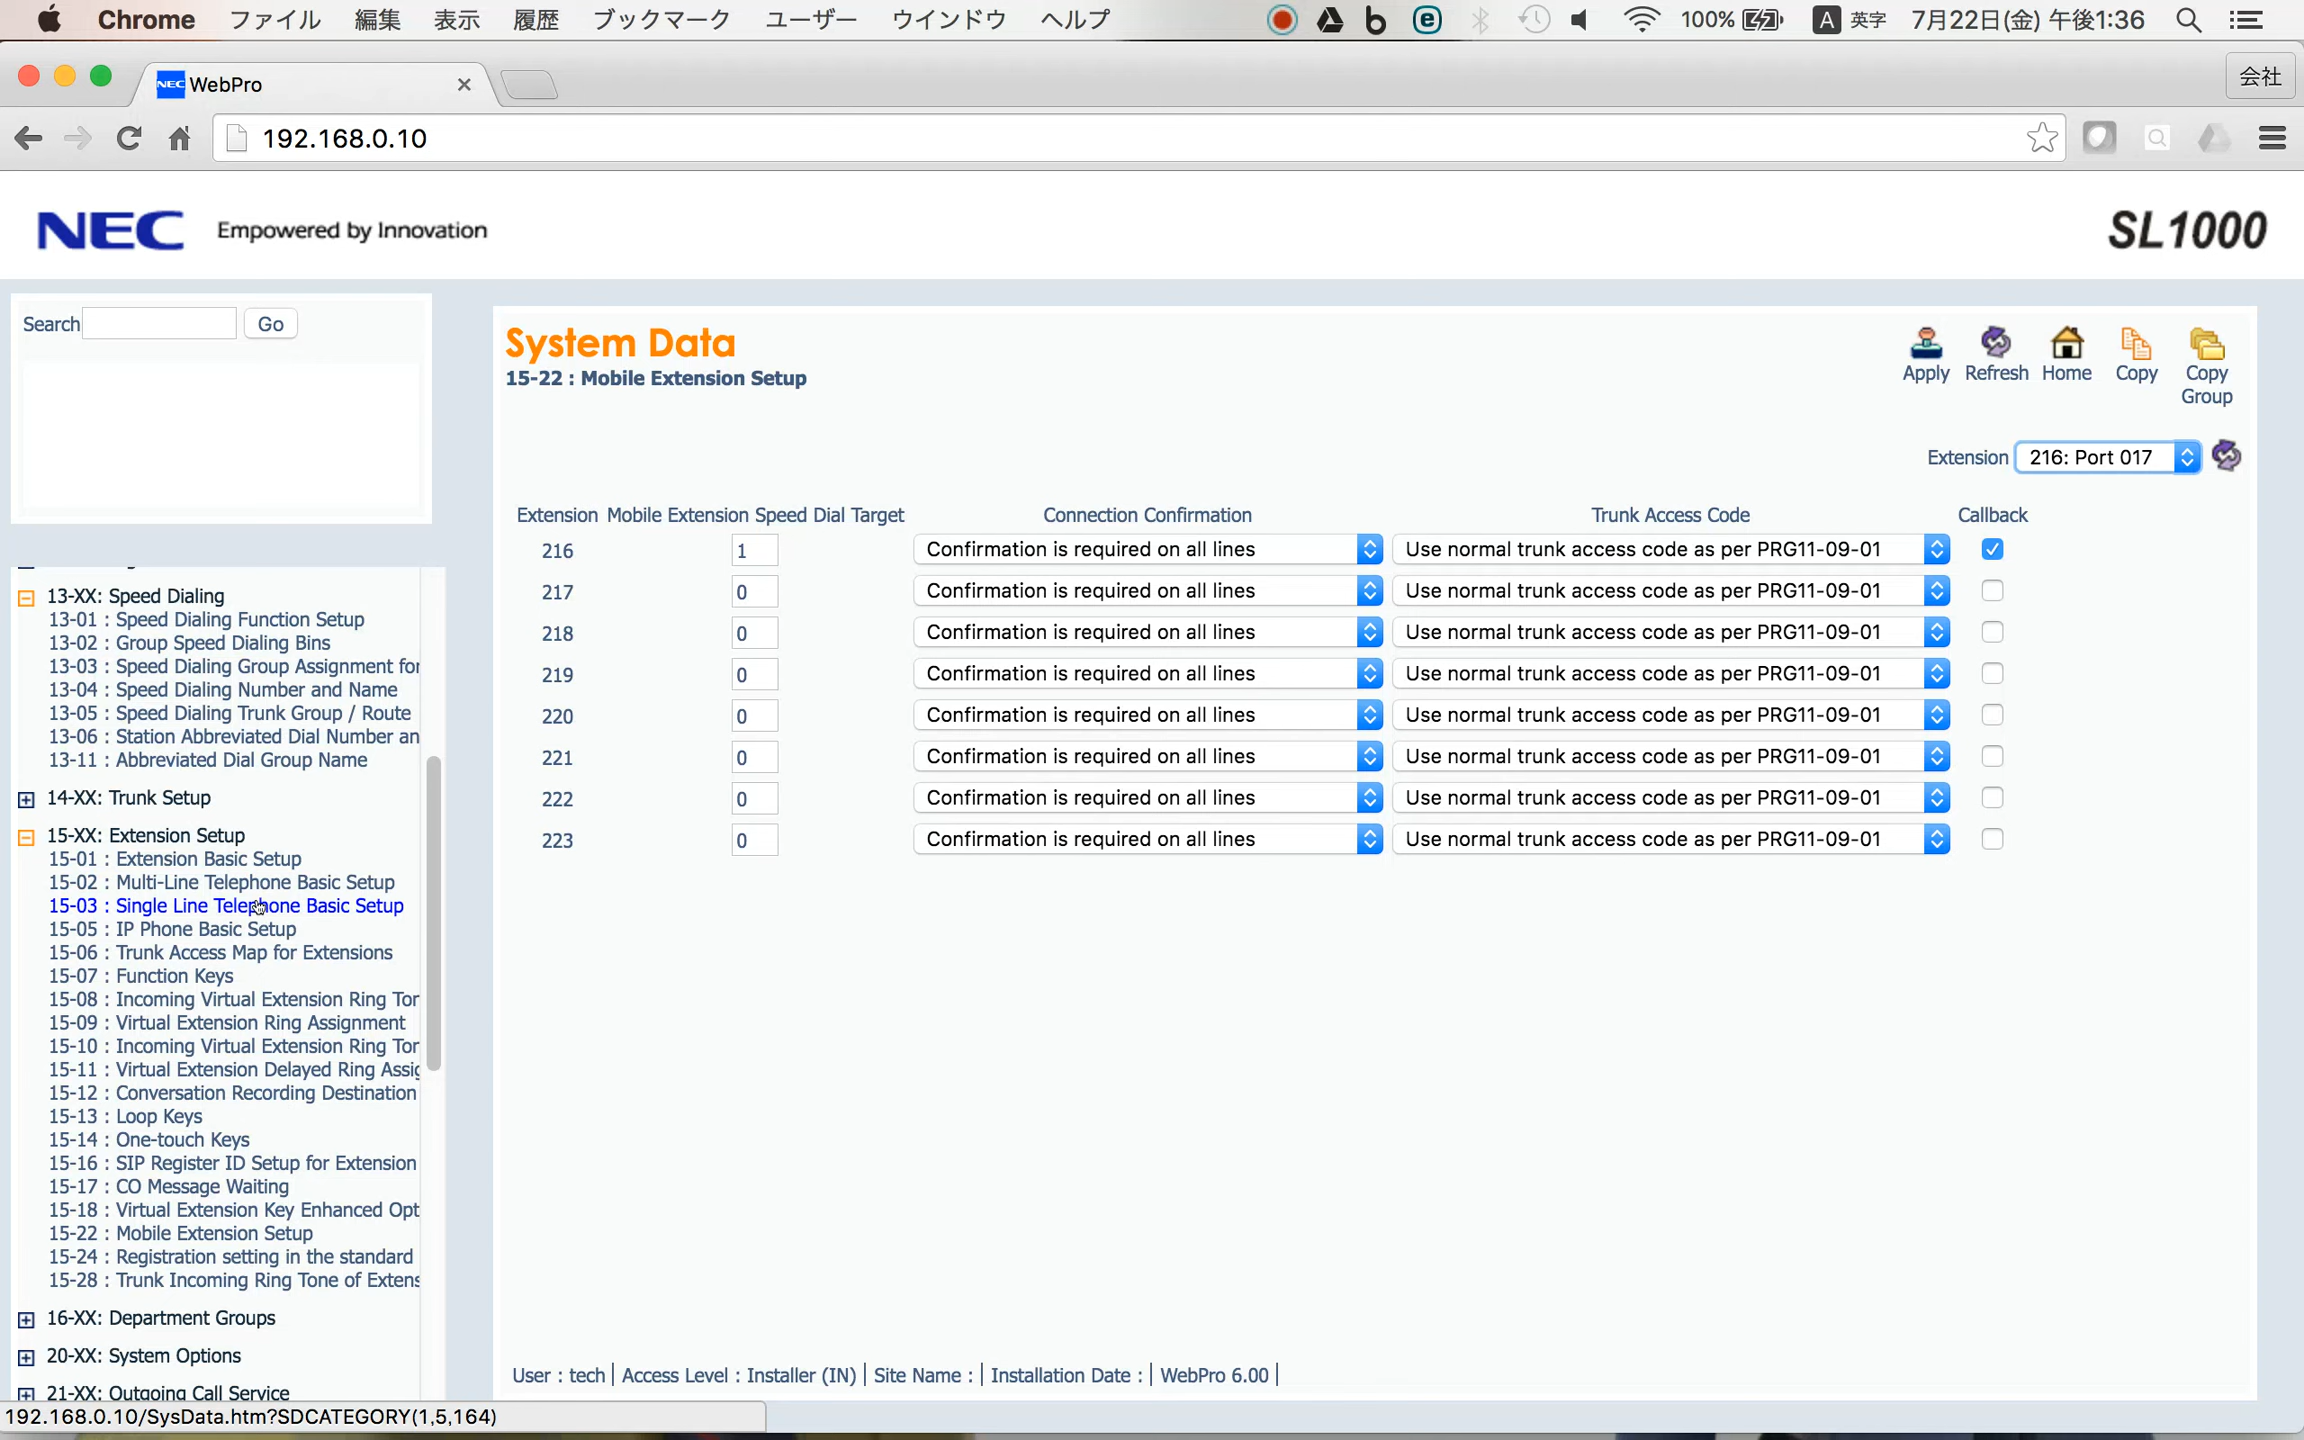 Chrome ファイル 編集 表示 履歴 ブックマーク ユーザー ウインドウ ヘルプ 100% A 英字 7月22日(金) 午後1:36
NEC WebPro 会社
192.168.0.10
NEC Empowered by Innovation SL1000
Search Go
System Data
15-22 : Mobile Extension Setup
Apply Refresh Home Copy Copy Group
Extension 216: Port 017
Extension Mobile Extension Speed Dial Target Connection Confirmation Trunk Access Code Callback
216 1 Confirmation is required on all lines Use normal trunk access code as per PRG11-09-01
217 0 Confirmation is required on all lines Use normal trunk access code as per PRG11-09-01
218 0 Confirmation is required on all lines Use normal trunk access code as per PRG11-09-01
219 0 Confirmation is required on all lines Use normal trunk access code as per PRG11-09-01
220 0 Confirmation is required on all lines Use normal trunk access code as per PRG11-09-01
221 0 Confirmation is required on all lines Use normal trunk access code as per PRG11-09-01
222 0 Confirmation is required on all lines Use normal trunk access code as per PRG11-09-01
223 0 Confirmation is required on all lines Use normal trunk access code as per PRG11-09-01
13-XX: Speed Dialing
13-01 : Speed Dialing Function Setup
13-02 : Group Speed Dialing Bins
13-03 : Speed Dialing Group Assignment for
13-04 : Speed Dialing Number and Name
13-05 : Speed Dialing Trunk Group / Route
13-06 : Station Abbreviated Dial Number an
13-11 : Abbreviated Dial Group Name
14-XX: Trunk Setup
15-XX: Extension Setup
15-01 : Extension Basic Setup
15-02 : Multi-Line Telephone Basic Setup
15-03 : Single Line Telephone Basic Setup
15-05 : IP Phone Basic Setup
15-06 : Trunk Access Map for Extensions
15-07 : Function Keys
15-08 : Incoming Virtual Extension Ring Tor
15-09 : Virtual Extension Ring Assignment
15-10 : Incoming Virtual Extension Ring Tor
15-11 : Virtual Extension Delayed Ring Assig
15-12 : Conversation Recording Destination
15-13 : Loop Keys
15-14 : One-touch Keys
15-16 : SIP Register ID Setup for Extension
15-17 : CO Message Waiting
15-18 : Virtual Extension Key Enhanced Opt
15-22 : Mobile Extension Setup
15-24 : Registration setting in the standard
15-28 : Trunk Incoming Ring Tone of Extens
16-XX: Department Groups
20-XX: System Options
21-XX: Outgoing Call Service
User : tech | Access Level : Installer (IN) | Site Name : | Installation Date : | WebPro 6.00 |
192.168.0.10/SysData.htm?SDCATEGORY(1,5,164)